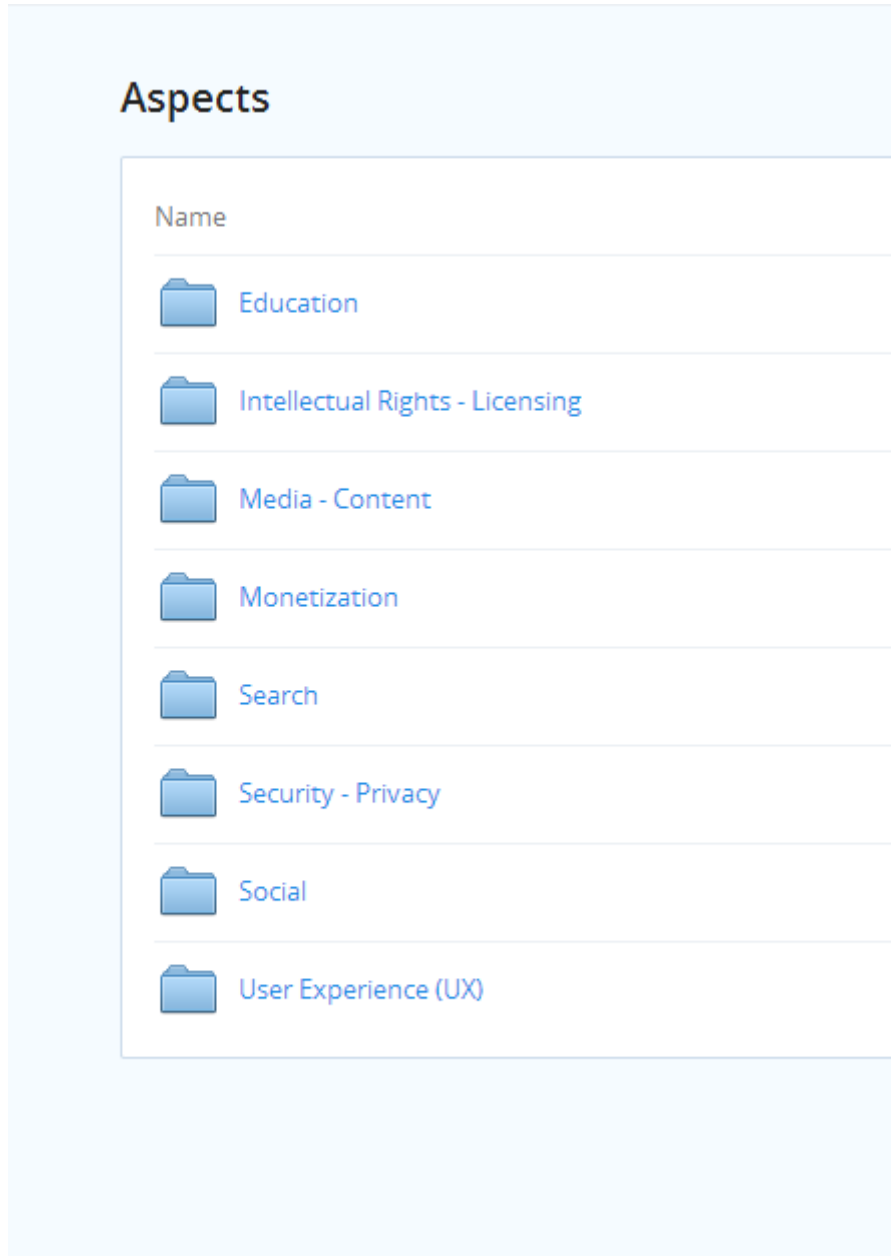 Aspects
Name
Education
Intellectual Rights - Licensing
Media - Content
Monetization
Search
Security - Privacy
Social
User Experience (UX)